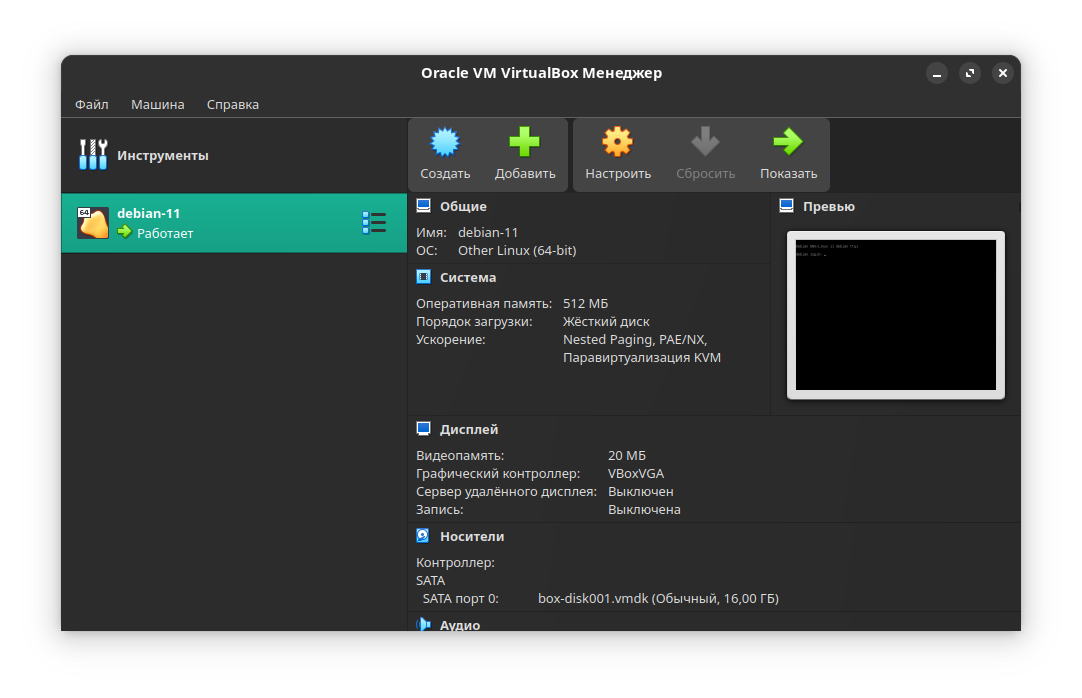 Oracle VM VirtualBox Менеджер
Файл Машина Справка
Инструменты
Создать Добавить Настроить Сбросить Показать
64
debian-11
Работает
Общие
Имя: debian-11
ОС: Other Linux (64-bit)
Система
Оперативная память: 512 МБ
Порядок загрузки: Жёсткий диск
Ускорение: Nested Paging, PAE/NX,
Паравиртуализация KVM
Превью
Дисплей
Видеопамять: 20 МБ
Графический контроллер: VBoxVGA
Сервер удалённого дисплея: Выключен
Запись: Выключена
Носители
Контроллер:
SATA
SATA порт 0: box-disk001.vmdk (Обычный, 16,00 ГБ)
Аудио